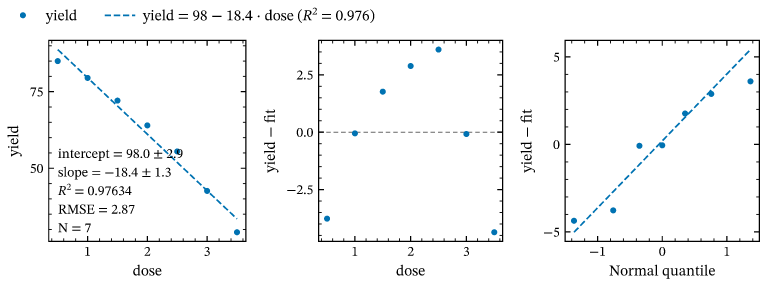 yield
yield = 98 − 18.4 · dose (R² = 0.976)
75
50
yield
intercept = 98.0 ± 2.9
slope = −18.4 ± 1.3
R² = 0.97634
RMSE = 2.87
N = 7
1 2 3
dose
2.5
0.0
−2.5
yield − fit
1 2 3
dose
5
0
−5
yield − fit
−1 0 1
Normal quantile